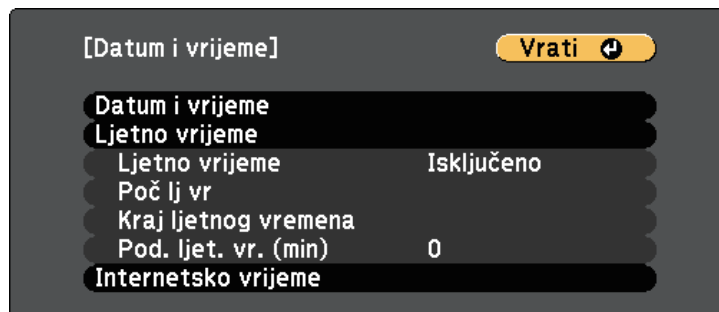 [Datum i vrijeme] Vrati
Datum i vrijeme
Ljetno vrijeme
Ljetno vrijeme Isključeno
Poč lj vr
Kraj ljetnog vremena
Pod. ljet. vr. (min) 0
Internetsko vrijeme